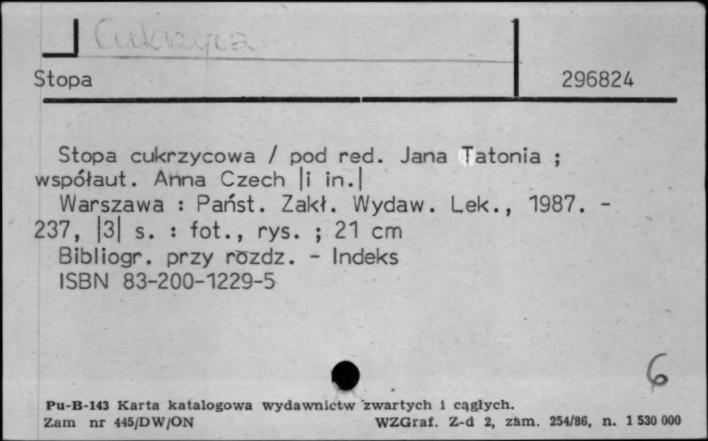 Cukrzyca
Stopa 296824
Stopa cukrzycowa / pod red. Jana Tatonia ;
współaut. Anna Czech |i in.|
Warszawa : Państ. Zakł. Wydaw. Lek., 1987. -
237, |3| s. : fot., rys. ; 21 cm
Bibliogr. przy rozdz. - Indeks
ISBN 83-200-1229-5
6
Pu-B-143 Karta katalogowa wydawnictw zwartych i ciągłych.
Zam nr 445/DW/ON WZGraf. Z-d 2, zam. 254/86, n. 1 530 000